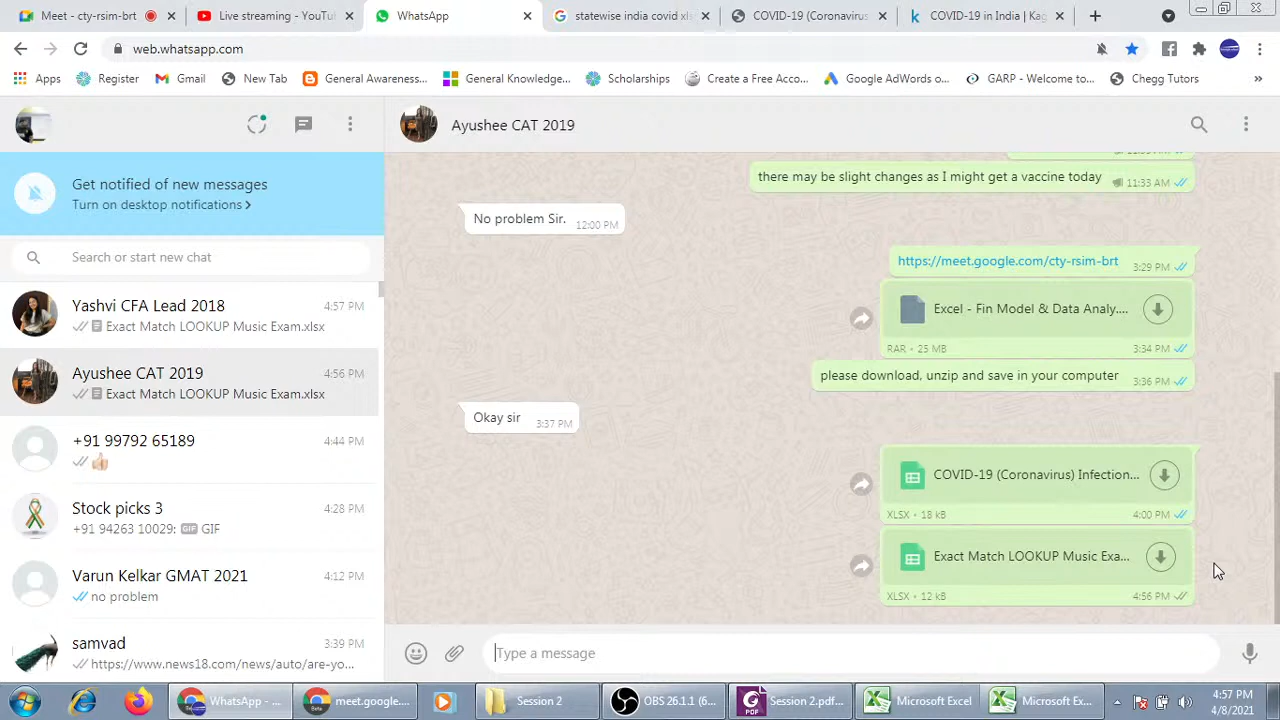 Meet - cty-rsim-brt
Live streaming - YouTu
WhatsApp
statewise india covid xls
COVID-19 (Coronavirus
COVID-19 in India | Kag
web.whatsapp.com
Apps
Register
Gmail
New Tab
General Awareness...
General Knowledge...
Scholarships
Create a Free Acco...
Google AdWords o...
GARP - Welcome to...
Chegg Tutors
»
Get notified of new messages
Turn on desktop notifications >
Search or start new chat
Yashvi CFA Lead 2018
4:57 PM
Exact Match LOOKUP Music Exam.xlsx
Ayushee CAT 2019
4:56 PM
Exact Match LOOKUP Music Exam.xlsx
+91 99792 65189
4:44 PM
Stock picks 3
4:28 PM
+91 94263 10029: GIF GIF
Varun Kelkar GMAT 2021
4:12 PM
no problem
samvad
3:39 PM
https://www.news18.com/news/auto/are-yo...
Ayushee CAT 2019
there may be slight changes as I might get a vaccine today
11:33 AM
No problem Sir.
12:00 PM
https://meet.google.com/cty-rsim-brt
3:29 PM
Excel - Fin Model & Data Analy....
RAR • 25 MB
3:34 PM
please download, unzip and save in your computer
3:36 PM
Okay sir
3:37 PM
COVID-19 (Coronavirus) Infection...
XLSX • 18 kB
4:00 PM
Exact Match LOOKUP Music Exa...
XLSX • 12 kB
4:56 PM
Type a message
WhatsApp - ...
meet.google....
Session 2
OBS 26.1.1 (6...
PDF
Session 2.pdf...
Microsoft Excel
Microsoft Ex...
4:57 PM
4/8/2021